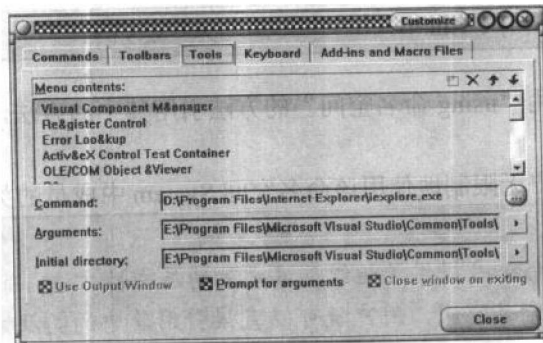 Customize
Commands Toolbars Tools Keyboard Add-ins and Macro Files
Menu contents:
Visual Component M&anager
Re&gister Control
Error Loo&kup
Activ&eX Control Test Container
OLE/COM Object &Viewer
Command: D:\Program Files\Internet Explorer\iexplore.exe ...
Arguments: E:\Program Files\Microsoft Visual Studio\Common\Tools\
Initial directory: E:\Program Files\Microsoft Visual Studio\Common\Tools\
Use Output Window Prompt for arguments Close window on exiting
Close